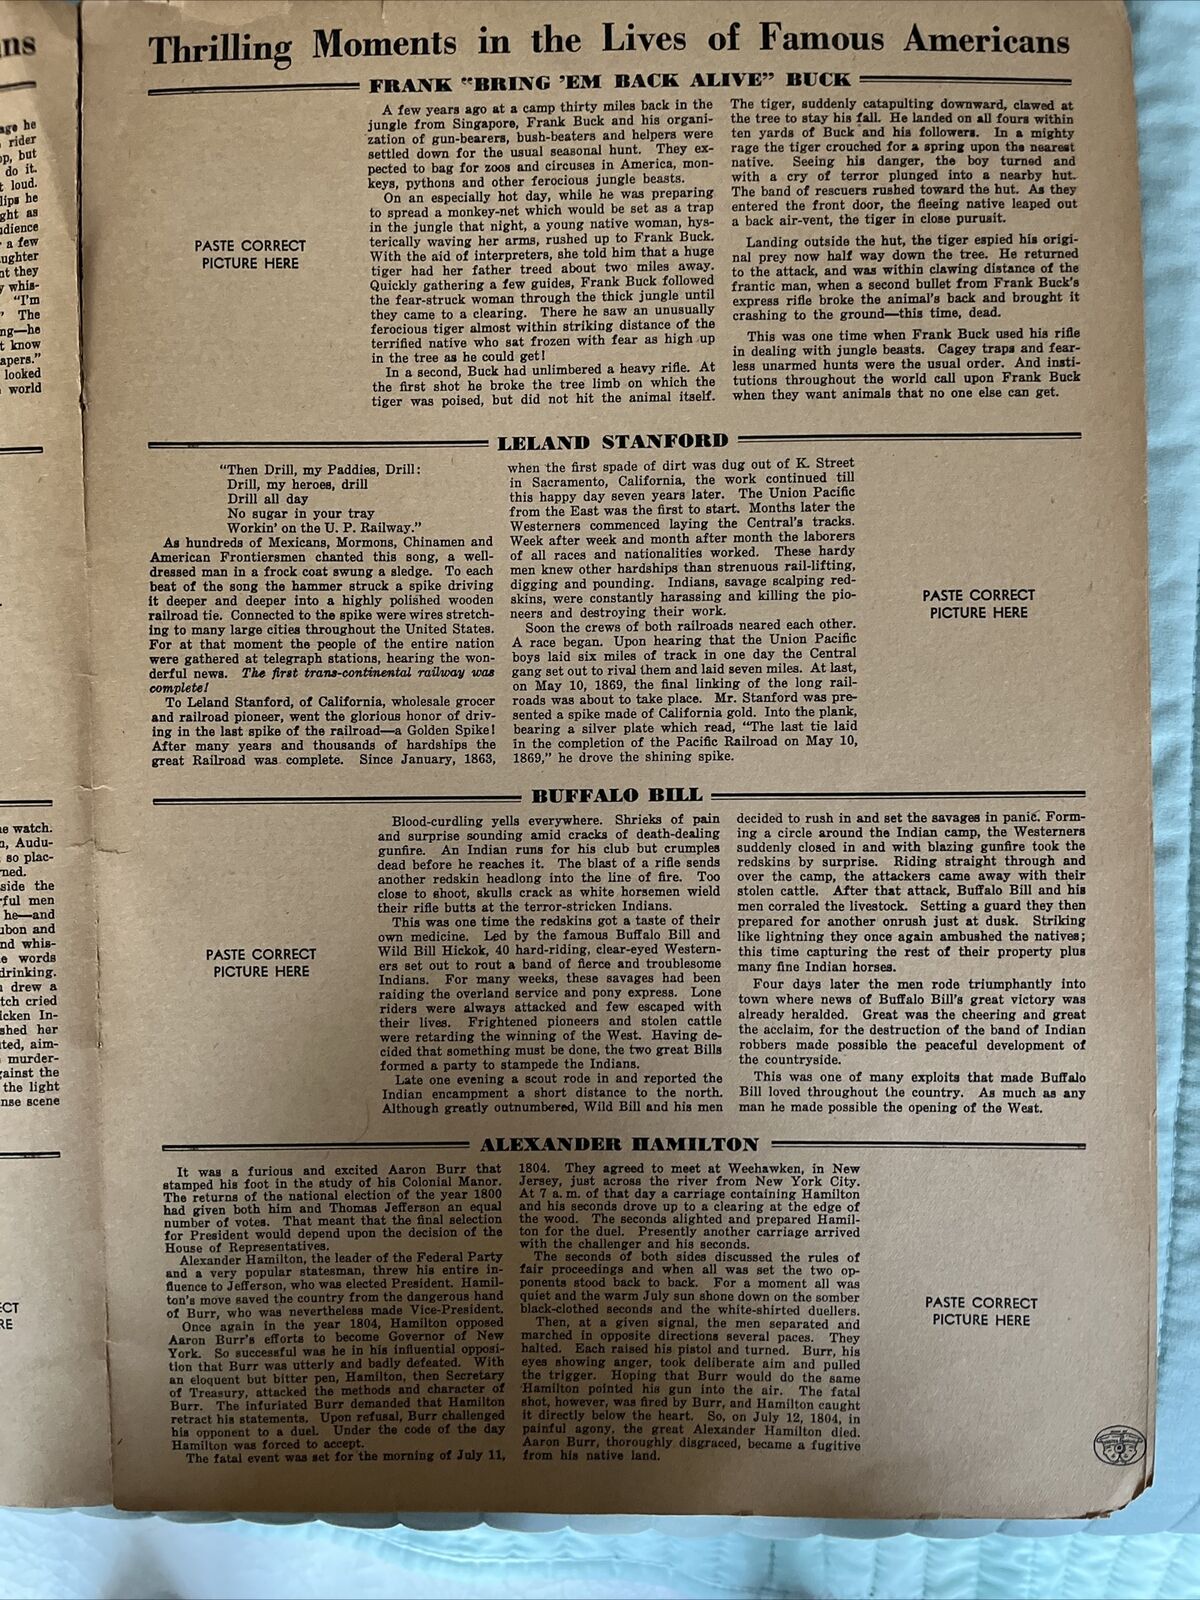 Thrilling Moments in the Lives of Famous Americans
FRANK "BRING 'EM BACK ALIVE" BUCK
PASTE CORRECT
PICTURE HERE
A few years ago at a camp thirty miles back in the
jungle from Singapore, Frank Buck and his organi-
zation of gun-bearers, bush-beaters and helpers were
settled down for the usual seasonal hunt. They ex-
pected to bag for zoos and circuses in America, mon-
keys, pythons and other ferocious jungle beasts.
On an especially hot day, while he was preparing
to spread a monkey-net which would be set as a trap
in the jungle that night, a young native woman, hys-
terically waving her arms, rushed up to Frank Buck.
With the aid of interpreters, she told him that a huge
tiger had her father treed about two miles away.
Quickly gathering a few guides, Frank Buck followed
the fear-struck woman through the thick jungle until
they came to a clearing. There he saw an unusually
ferocious tiger almost within striking distance of the
terrified native who sat frozen with fear as high up
in the tree as he could get!
In a second, Buck had unlimbered a heavy rifle. At
the first shot he broke the tree limb on which the
tiger was poised, but did not hit the animal itself.
The tiger, suddenly catapulting downward, clawed at
the tree to stay his fall. He landed on all fours within
ten yards of Buck and his followers. In a mighty
rage the tiger crouched for a spring upon the nearest
native. Seeing his danger, the boy turned and
with a cry of terror plunged into a nearby hut.
The band of rescuers rushed toward the hut. As they
entered the front door, the fleeing native leaped out
a back air-vent, the tiger in close purusit.
Landing outside the hut, the tiger espied his origi-
nal prey now half way down the tree. He returned
to the attack, and was within clawing distance of the
frantic man, when a second bullet from Frank Buck's
express rifle broke the animal's back and brought it
crashing to the ground—this time, dead.
This was one time when Frank Buck used his rifle
in dealing with jungle beasts. Cagey traps and fear-
less unarmed hunts were the usual order. And insti-
tutions throughout the world call upon Frank Buck
when they want animals that no one else can get.
LELAND STANFORD
"Then Drill, my Paddies, Drill:
Drill, my heroes, drill
Drill all day
No sugar in your tray
Workin' on the U. P. Railway."
As hundreds of Mexicans, Mormons, Chinamen and
American Frontiersmen chanted this song, a well-
dressed man in a frock coat swung a sledge. To each
beat of the song the hammer struck a spike driving
it deeper and deeper into a highly polished wooden
railroad tie. Connected to the spike were wires stretch-
ing to many large cities throughout the United States.
For at that moment the people of the entire nation
were gathered at telegraph stations, hearing the won-
derful news. The first trans-continental railway was
complete!
To Leland Stanford, of California, wholesale grocer
and railroad pioneer, went the glorious honor of driv-
ing in the last spike of the railroad—a Golden Spike!
After many years and thousands of hardships the
great Railroad was complete. Since January, 1863,
when the first spade of dirt was dug out of K. Street
in Sacramento, California, the work continued till
this happy day seven years later. The Union Pacific
from the East was the first to start. Months later the
Westerners commenced laying the Central's tracks.
Week after week and month after month the laborers
of all races and nationalities worked. These hardy
men knew other hardships than strenuous rail-lifting,
digging and pounding. Indians, savage scalping red-
skins, were constantly harassing and killing the pio-
neers and destroying their work.
Soon the crews of both railroads neared each other.
A race began. Upon hearing that the Union Pacific
boys laid six miles of track in one day the Central
gang set out to rival them and laid seven miles. At last,
on May 10, 1869, the final linking of the long rail-
roads was about to take place. Mr. Stanford was pre-
sented a spike made of California gold. Into the plank,
bearing a silver plate which read, "The last tie laid
in the completion of the Pacific Railroad on May 10,
1869," he drove the shining spike.
PASTE CORRECT
PICTURE HERE
BUFFALO BILL
PASTE CORRECT
PICTURE HERE
Blood-curdling yells everywhere. Shrieks of pain
and surprise sounding amid cracks of death-dealing
gunfire. An Indian runs for his club but crumples
dead before he reaches it. The blast of a rifle sends
another redskin headlong into the line of fire. Too
close to shoot, skulls crack as white horsemen wield
their rifle butts at the terror-stricken Indians.
This was one time the redskins got a taste of their
own medicine. Led by the famous Buffalo Bill and
Wild Bill Hickok, 40 hard-riding, clear-eyed Western-
ers set out to rout a band of fierce and troublesome
Indians. For many weeks, these savages had been
raiding the overland service and pony express. Lone
riders were always attacked and few escaped with
their lives. Frightened pioneers and stolen cattle
were retarding the winning of the West. Having de-
cided that something must be done, the two great Bills
formed a party to stampede the Indians.
Late one evening a scout rode in and reported the
Indian encampment a short distance to the north.
Although greatly outnumbered, Wild Bill and his men
decided to rush in and set the savages in panic. Form-
ing a circle around the Indian camp, the Westerners
suddenly closed in and with blazing gunfire took the
redskins by surprise. Riding straight through and
over the camp, the attackers came away with their
stolen cattle. After that attack, Buffalo Bill and his
men corraled the livestock. Setting a guard they then
prepared for another onrush just at dusk. Striking
like lightning they once again ambushed the natives;
this time capturing the rest of their property plus
many fine Indian horses.
Four days later the men rode triumphantly into
town where news of Buffalo Bill's great victory was
already heralded. Great was the cheering and great
the acclaim, for the destruction of the band of Indian
robbers made possible the peaceful development of
the countryside.
This was one of many exploits that made Buffalo
Bill loved throughout the country. As much as any
man he made possible the opening of the West.
ALEXANDER HAMILTON
It was a furious and excited Aaron Burr that
stamped his foot in the study of his Colonial Manor.
The returns of the national election of the year 1800
had given both him and Thomas Jefferson an equal
number of votes. That meant that the final selection
for President would depend upon the decision of the
House of Representatives.
Alexander Hamilton, the leader of the Federal Party
and a very popular statesman, threw his entire in-
fluence to Jefferson, who was elected President. Hamil-
ton's move saved the country from the dangerous hand
of Burr, who was nevertheless made Vice-President.
Once again in the year 1804, Hamilton opposed
Aaron Burr's efforts to become Governor of New
York. So successful was he in his influential opposi-
tion that Burr was utterly and badly defeated. With
an eloquent but bitter pen, Hamilton, then Secretary
of Treasury, attacked the methods and character of
Burr. The infuriated Burr demanded that Hamilton
retract his statements. Upon refusal, Burr challenged
his opponent to a duel. Under the code of the day
Hamilton was forced to accept.
The fatal event was set for the morning of July 11,
1804. They agreed to meet at Weehawken, in New
Jersey, just across the river from New York City.
At 7 a. m. of that day a carriage containing Hamilton
and his seconds drove up to a clearing at the edge of
the wood. The seconds alighted and prepared Hamil-
ton for the duel. Presently another carriage arrived
with the challenger and his seconds.
The seconds of both sides discussed the rules of
fair proceedings and when all was set the two op-
ponents stood back to back. For a moment all was
quiet and the warm July sun shone down on the somber
black-clothed seconds and the white-shirted duellers.
Then, at a given signal, the men separated and
marched in opposite directions several paces. They
halted. Each raised his pistol and turned. Burr, his
eyes showing anger, took deliberate aim and pulled
the trigger. Hoping that Burr would do the same
Hamilton pointed his gun into the air. The fatal
shot, however, was fired by Burr, and Hamilton caught
it directly below the heart. So, on July 12, 1804, in
painful agony, the great Alexander Hamilton died.
Aaron Burr, thoroughly disgraced, became a fugitive
from his native land.
PASTE CORRECT
PICTURE HERE